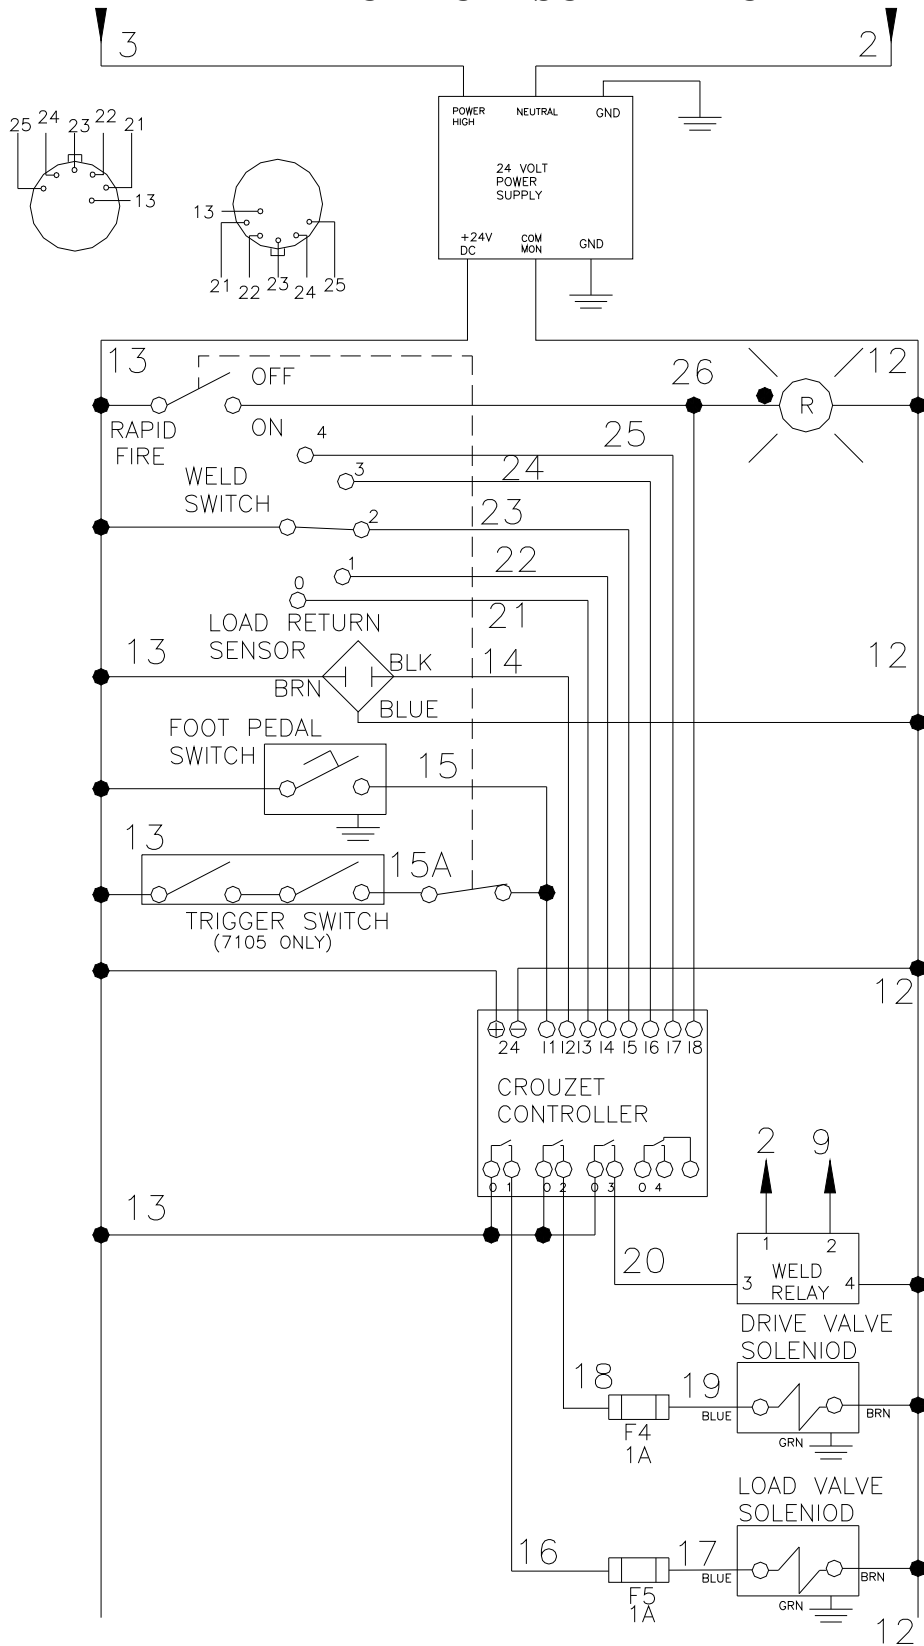 3
2
POWER
HIGH
NEUTRAL
GND
24 VOLT
POWER
SUPPLY
+24V
DC
COM
MON
GND
25 24 23 22 21
13
13
21 22 23 24 25
13
OFF
ON
RAPID
FIRE
26
R
12
4
25
WELD
SWITCH
3
24
2
23
1
22
0
21
LOAD RETURN
SENSOR
13
BRN
BLK
14
BLUE
12
FOOT PEDAL
SWITCH
15
13
15A
TRIGGER SWITCH
(7105 ONLY)
12
24 I1 I2 I3 I4 I5 I6 I7 I8
CROUZET
CONTROLLER
0 1 0 2 0 3 0 4
13
2
9
1
2
3
WELD
RELAY
4
20
DRIVE VALVE
SOLENIOD
18
F4
1A
19
BLUE
GRN
BRN
LOAD VALVE
SOLENIOD
16
F5
1A
17
BLUE
GRN
BRN
12